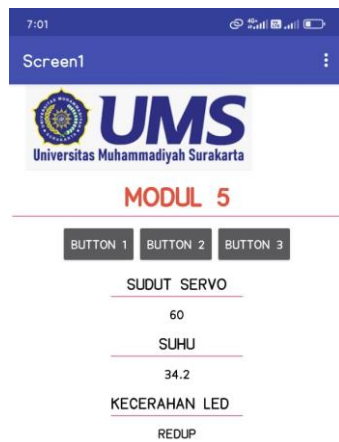 7:01
Screen1
UMS
Universitas Muhammadiyah Surakarta
MODUL 5
BUTTON 1 BUTTON 2 BUTTON 3
SUDUT SERVO
60
SUHU
34.2
KECERAHAN LED
REDUP